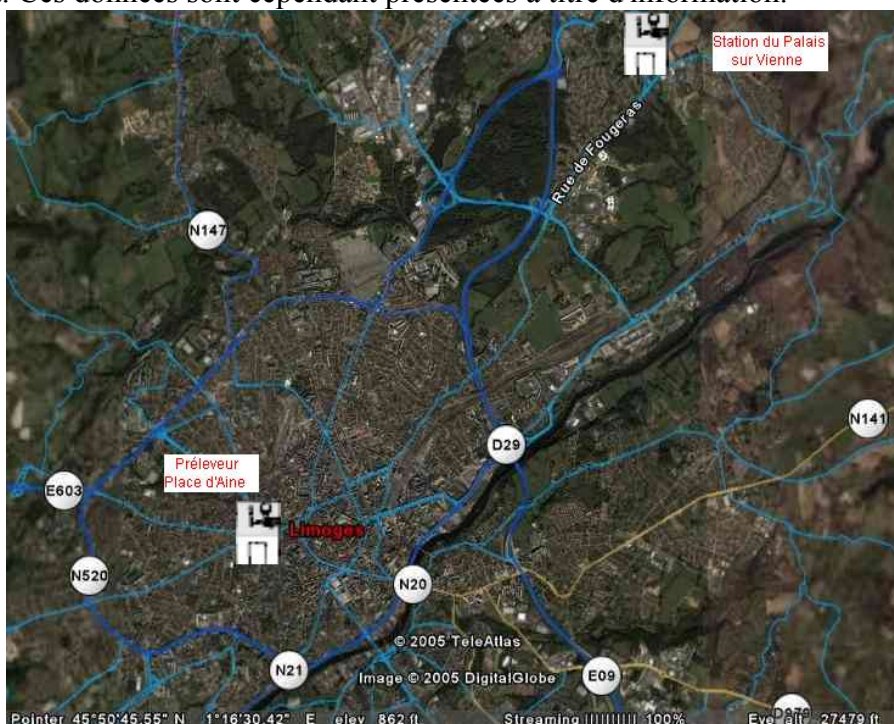 Ces données sont cependant présentées à titre d'information.
Station du Palais
sur Vienne
Rue de Fougeras
N147
N141
D29
Préleveur
Place d'Aine
E603
Limoges
N520
N20
© 2005 TeleAtlas
N21
Image © 2005 DigitalGlobe
E09
D979
Pointer 45°50'45.55" N 1°16'30.42" E elev 862 ft Streaming |||||||||| 100% Eye alt 27479 ft